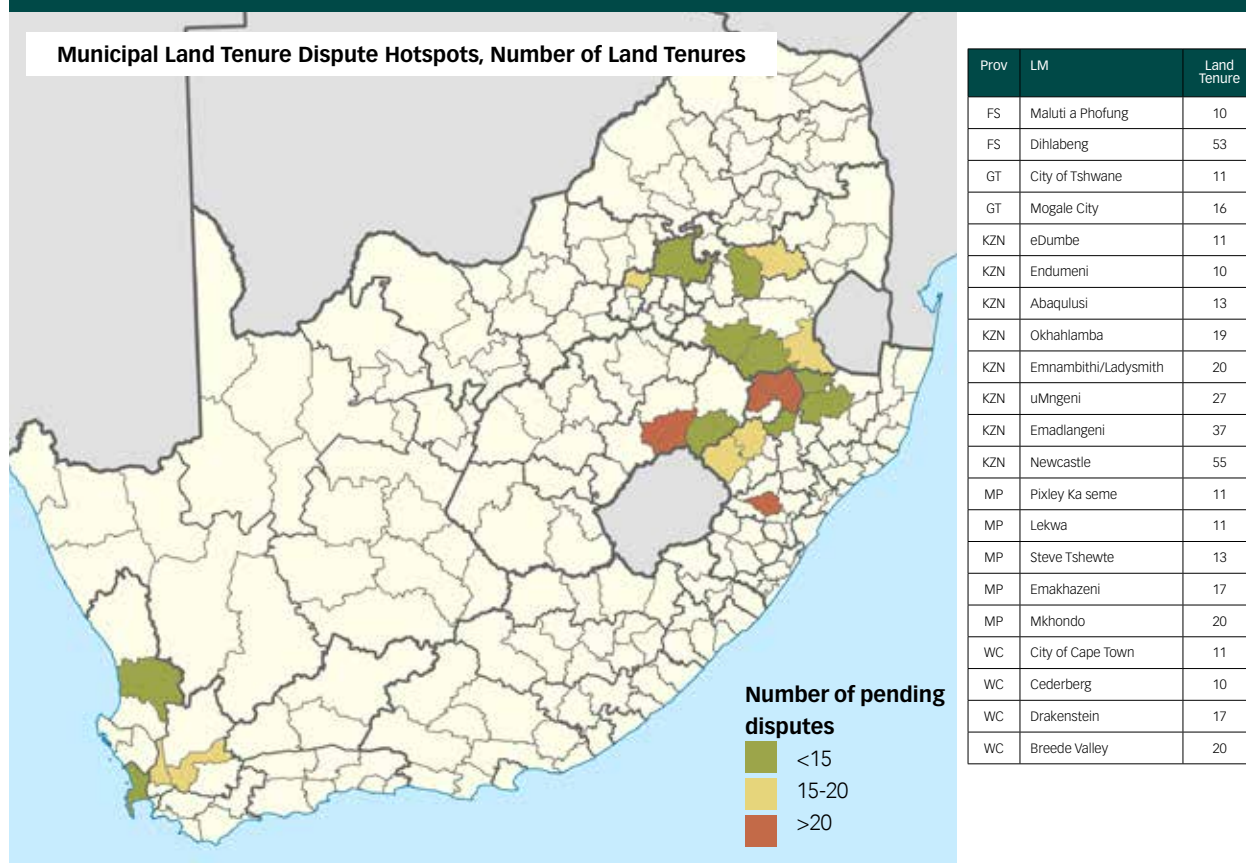 Municipal Land Tenure Dispute Hotspots, Number of Land Tenures
Number of pending
disputes
<15
15-20
>20
Prov LM Land
Tenure
FS Maluti a Phofung 10
FS Dihlabeng 53
GT City of Tshwane 11
GT Mogale City 16
KZN eDumbe 11
KZN Endumeni 10
KZN Abaqulusi 13
KZN Okhahlamba 19
KZN Emnambithi/Ladysmith 20
KZN uMngeni 27
KZN Emadlangeni 37
KZN Newcastle 55
MP Pixley Ka seme 11
MP Lekwa 11
MP Steve Tshewte 13
MP Emakhazeni 17
MP Mkhondo 20
WC City of Cape Town 11
WC Cederberg 10
WC Drakenstein 17
WC Breede Valley 20